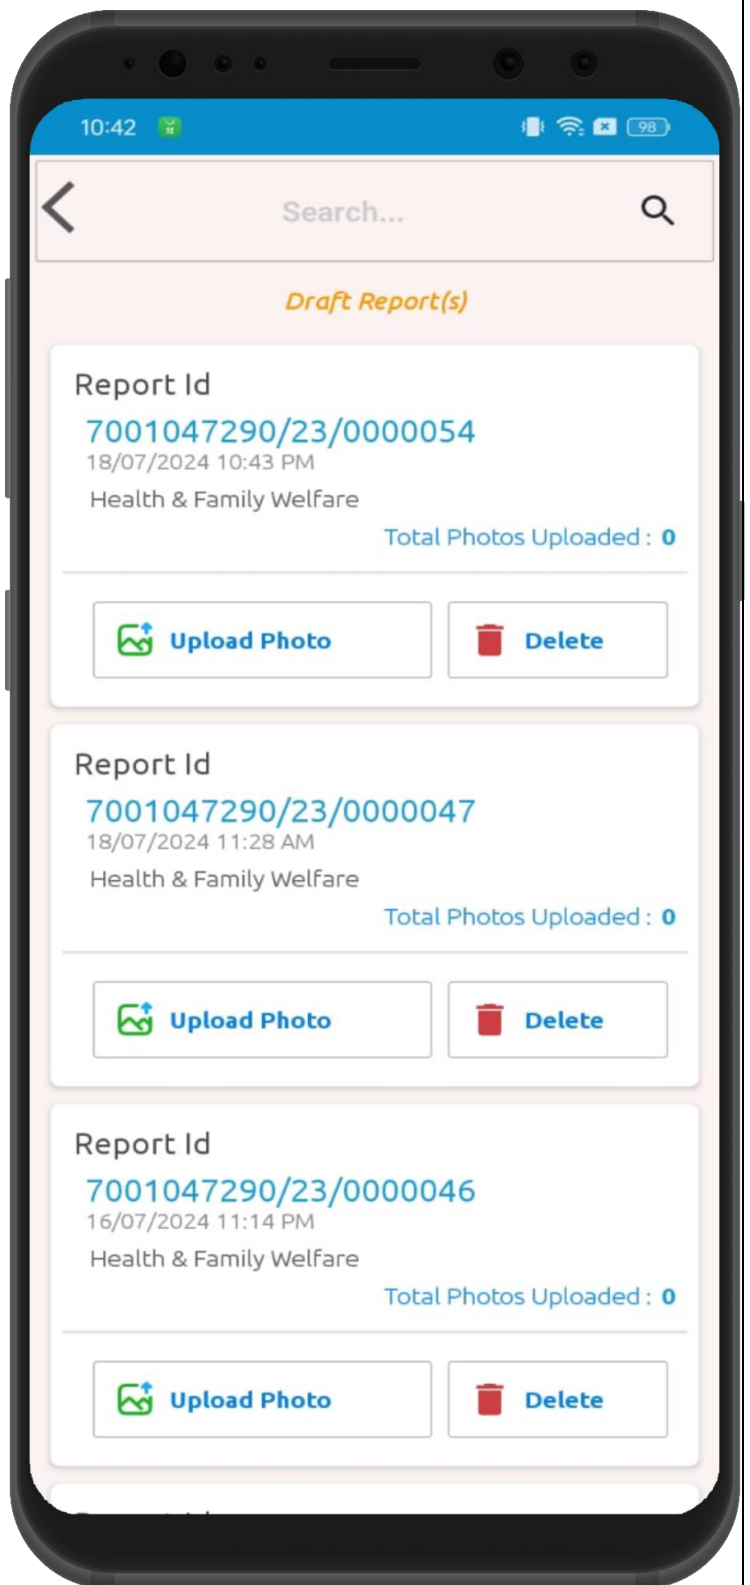 10:42
98
Search...
Draft Report(s)
Report Id
7001047290/23/0000054
18/07/2024 10:43 PM
Health & Family Welfare
Total Photos Uploaded : 0
Upload Photo Delete
Report Id
7001047290/23/0000047
18/07/2024 11:28 AM
Health & Family Welfare
Total Photos Uploaded : 0
Upload Photo Delete
Report Id
7001047290/23/0000046
16/07/2024 11:14 PM
Health & Family Welfare
Total Photos Uploaded : 0
Upload Photo Delete